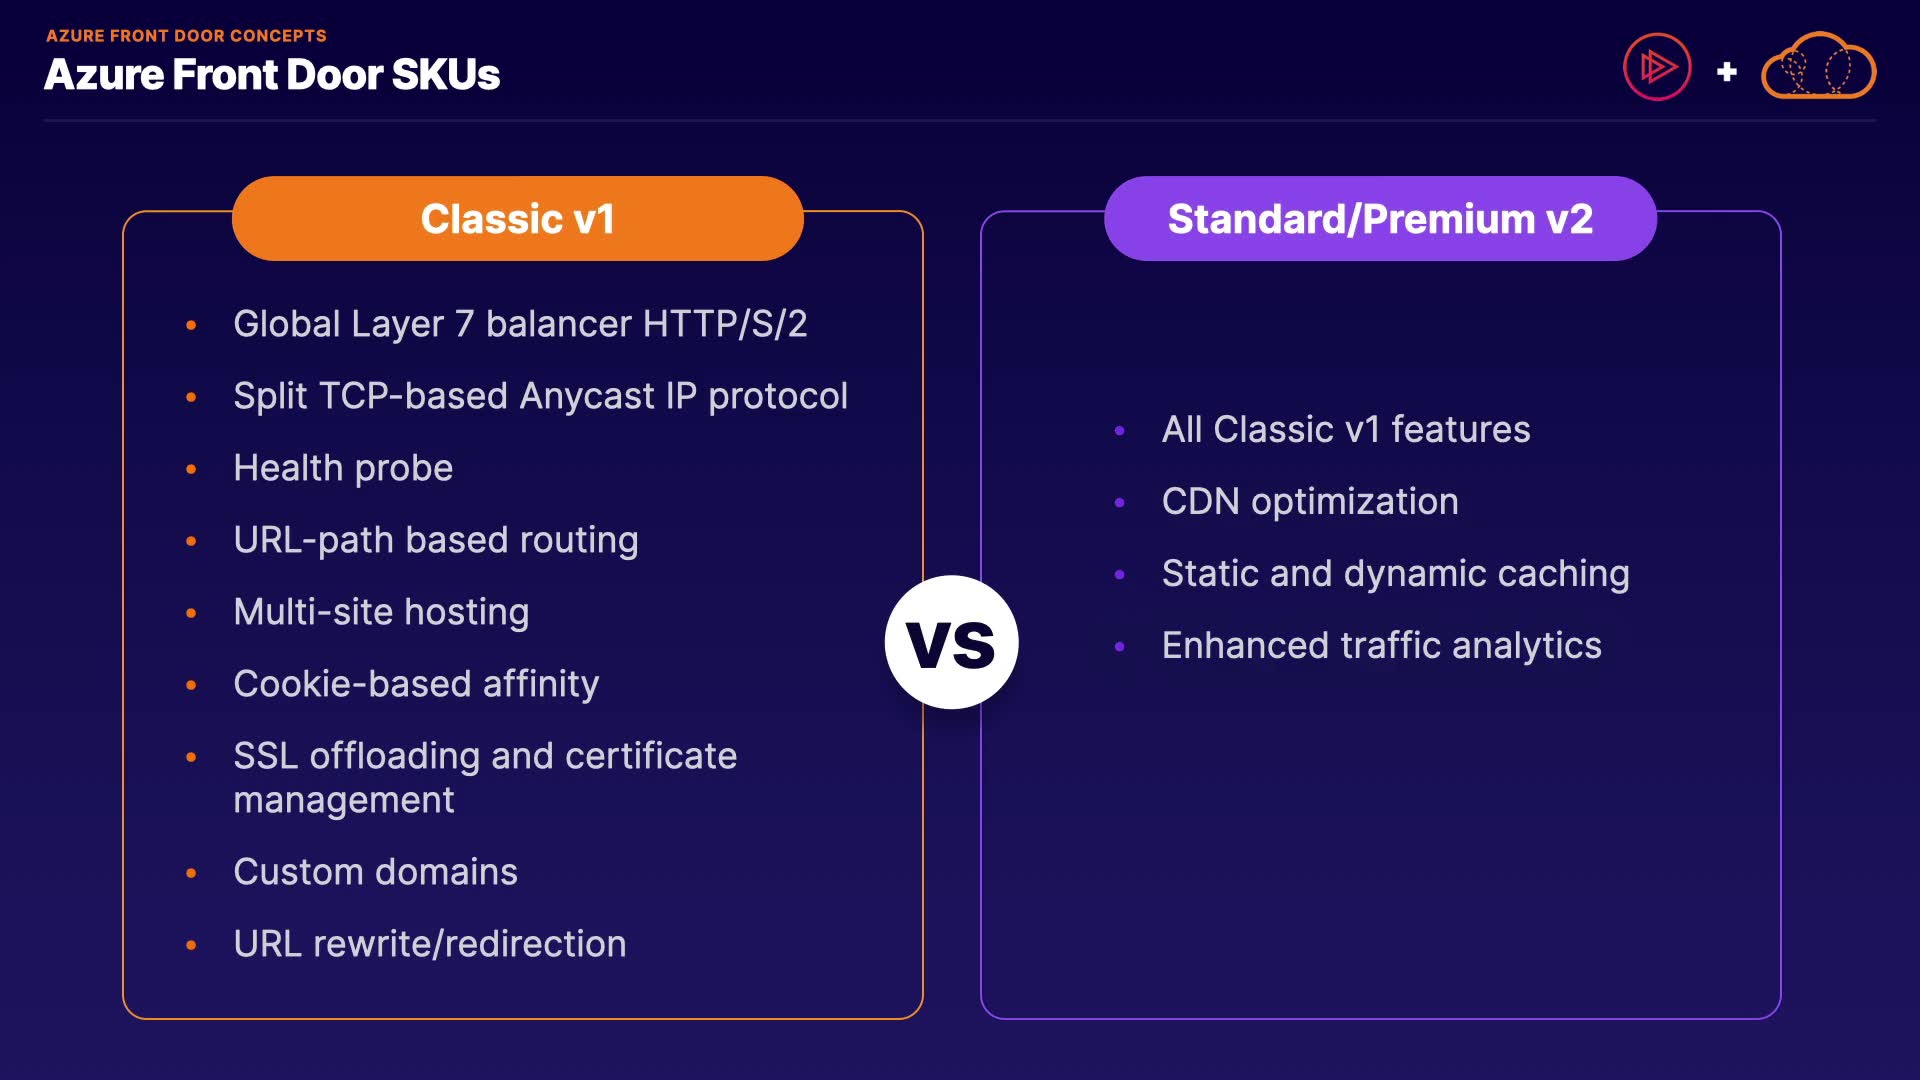 AZURE FRONT DOOR CONCEPTS
Azure Front Door SKUs
+
Classic v1
• Global Layer 7 balancer HTTP/S/2
• Split TCP-based Anycast IP protocol
• Health probe
• URL-path based routing
• Multi-site hosting
• Cookie-based affinity
• SSL offloading and certificate
management
• Custom domains
• URL rewrite/redirection
VS
Standard/Premium v2
• All Classic v1 features
• CDN optimization
• Static and dynamic caching
• Enhanced traffic analytics